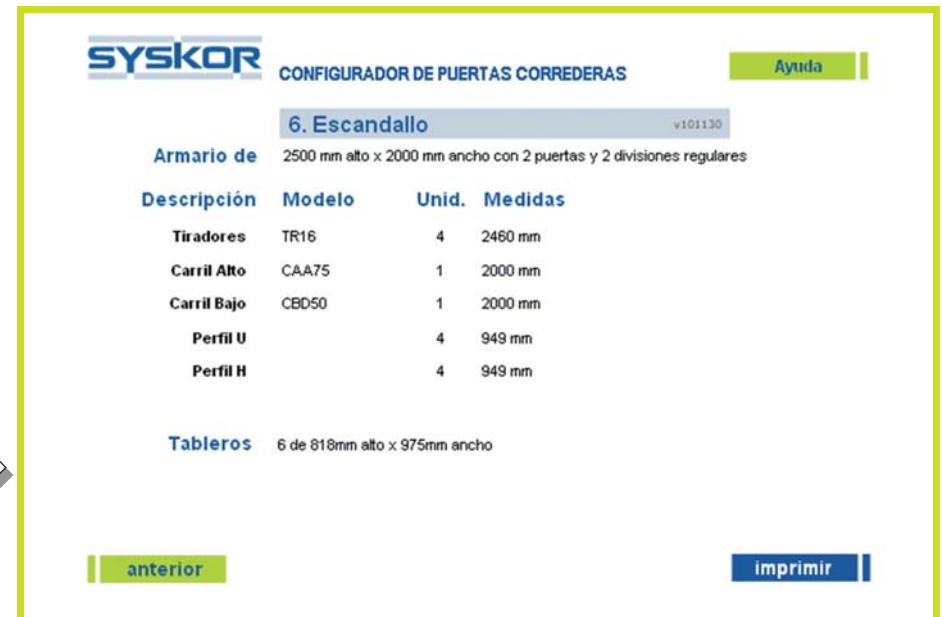 SYSKOR
CONFIGURADOR DE PUERTAS CORREDERAS
Ayuda
6. Escandallo v101130
Armario de 2500 mm alto x 2000 mm ancho con 2 puertas y 2 divisiones regulares
Descripción Modelo Unid. Medidas
Tiradores TR16 4 2460 mm
Carril Alto CAA75 1 2000 mm
Carril Bajo CBD50 1 2000 mm
Perfil U 4 949 mm
Perfil H 4 949 mm
Tableros 6 de 818mm alto x 975mm ancho
anterior
imprimir